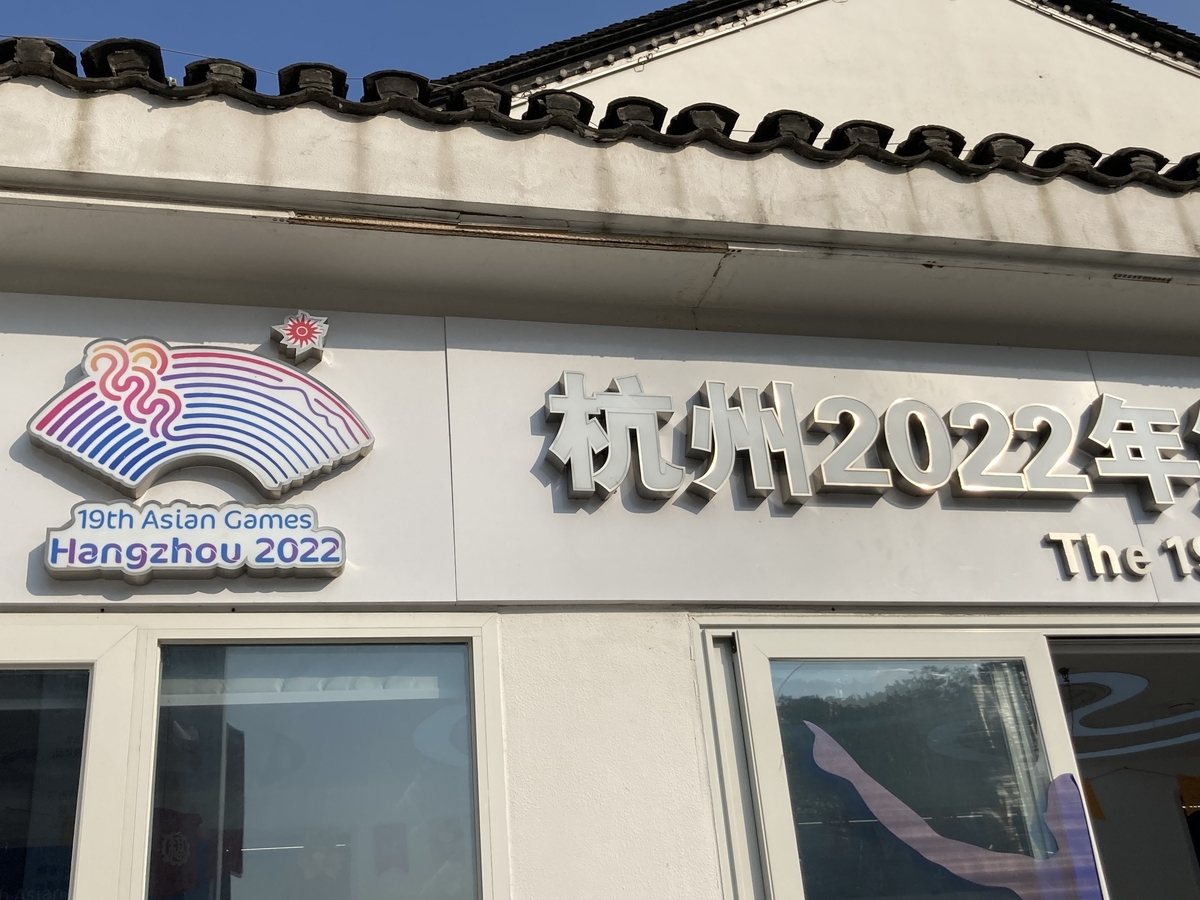 19th Asian Games
Hangzhou 2022
杭州2022年
The 19